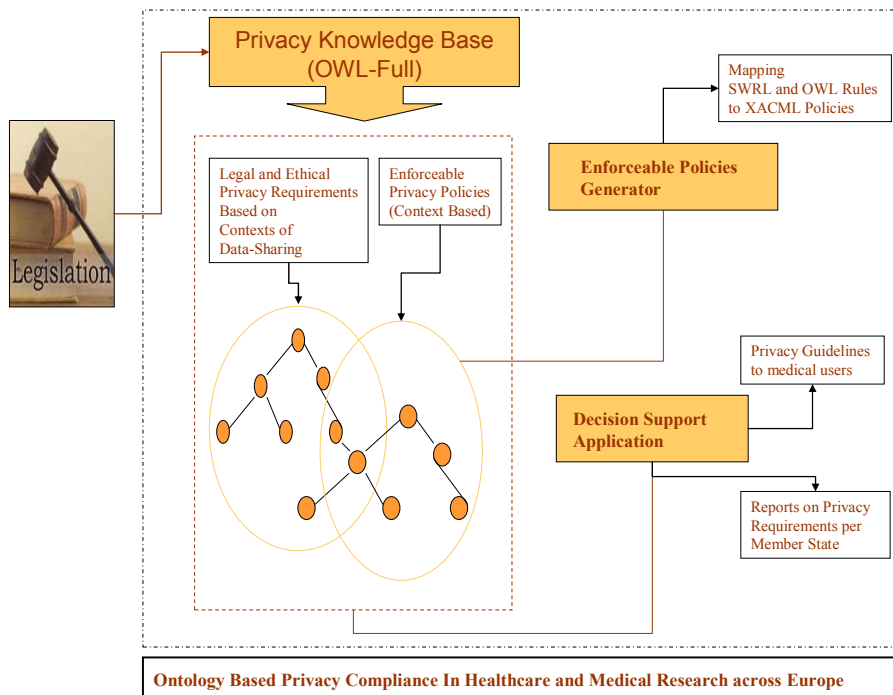 Privacy Knowledge Base
(OWL-Full)
Mapping
SWRL and OWL Rules
to XACML Policies
Legislation
Legal and Ethical
Privacy Requirements
Based on
Contexts of
Data-Sharing
Enforceable
Privacy Policies
(Context Based)
Enforceable Policies
Generator
Privacy Guidelines
to medical users
Decision Support
Application
Reports on Privacy
Requirements per
Member State
Ontology Based Privacy Compliance In Healthcare and Medical Research across Europe